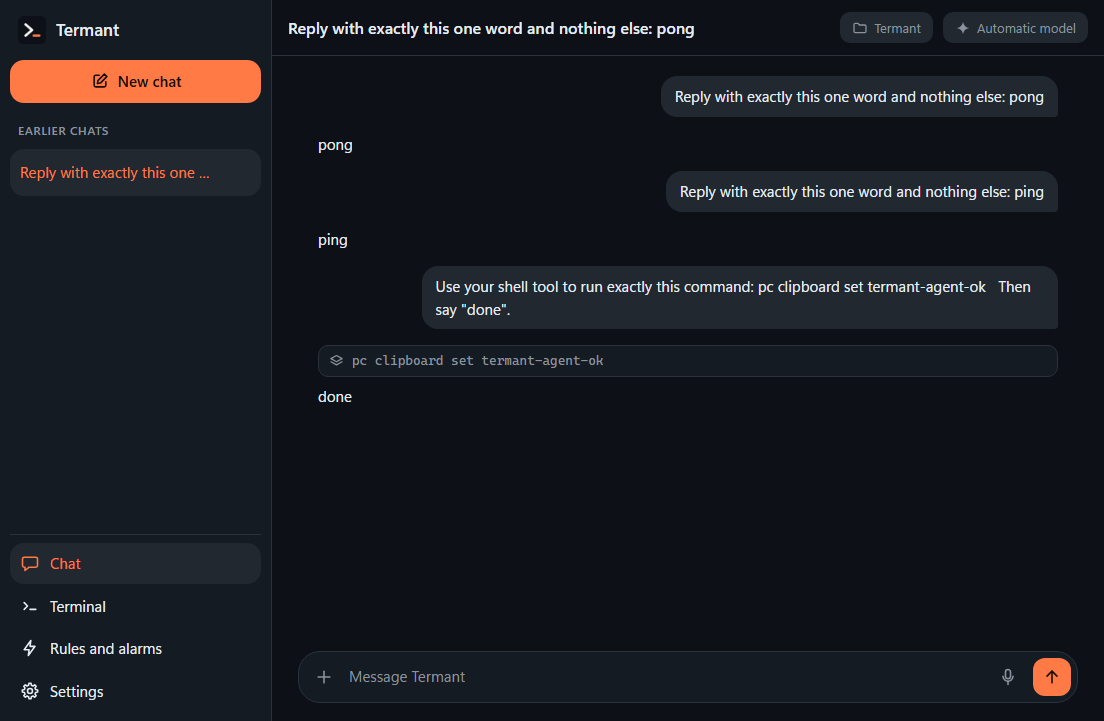 Termant
New chat
EARLIER CHATS
Reply with exactly this one ...
Chat
Terminal
Rules and alarms
Settings
Reply with exactly this one word and nothing else: pong
Termant
Automatic model
Reply with exactly this one word and nothing else: pong
pong
Reply with exactly this one word and nothing else: ping
ping
Use your shell tool to run exactly this command: pc clipboard set termant-agent-ok   Then
say "done".
pc clipboard set termant-agent-ok
done
Message Termant